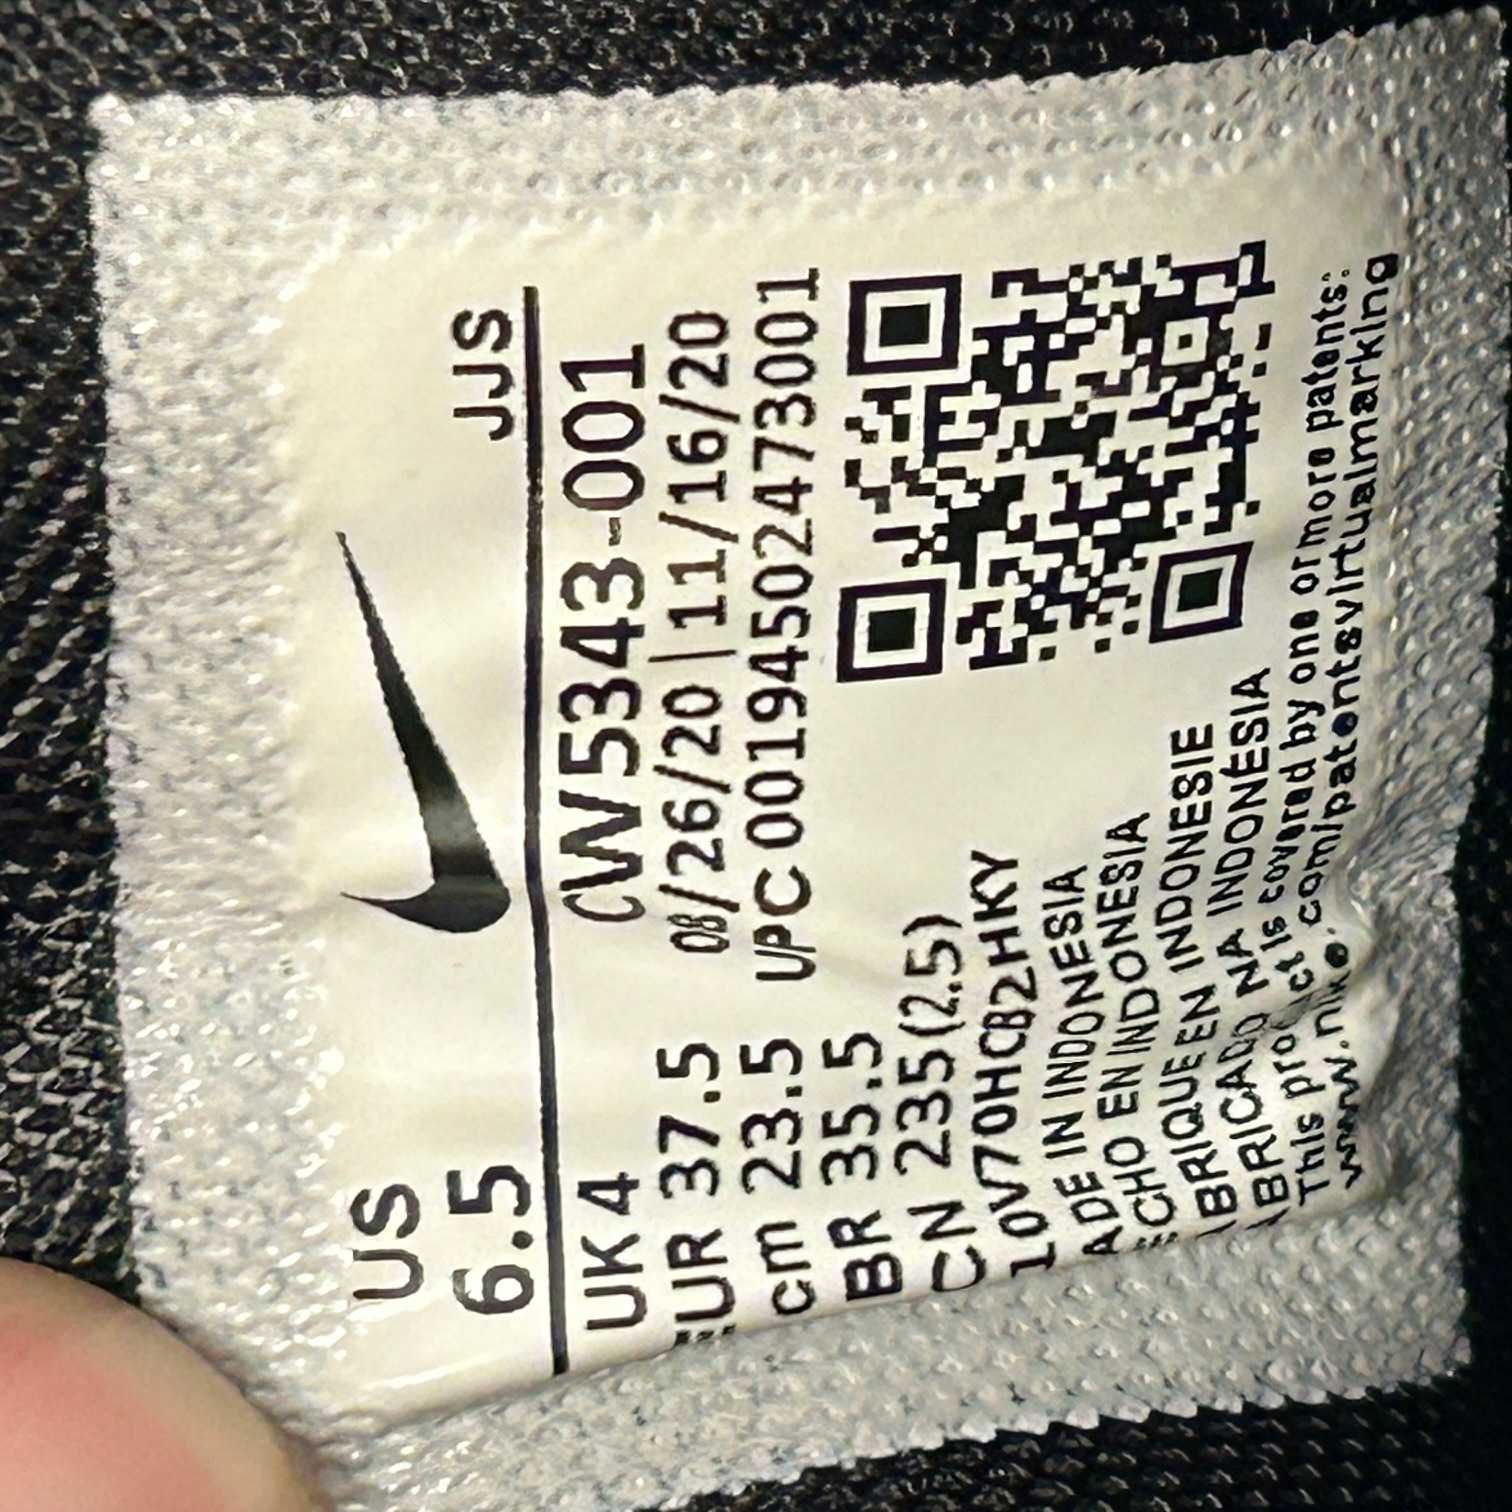 US JJS
6.5
UK 4 CW5343-001
EUR 37.5 08/26/20 | 11/16/20
cm 23.5 UPC 00194502473001
BR 35.5
CN 235(2.5)
10V70HCB2HKY
ADE IN INDONESIA
ECHO EN INDONESIA
ABRIQUE EN INDONESIE
ABRICADO NA INDONÉSIA
This product is covered by one or more patents:
www.nike.com/patentsvirtualmarking